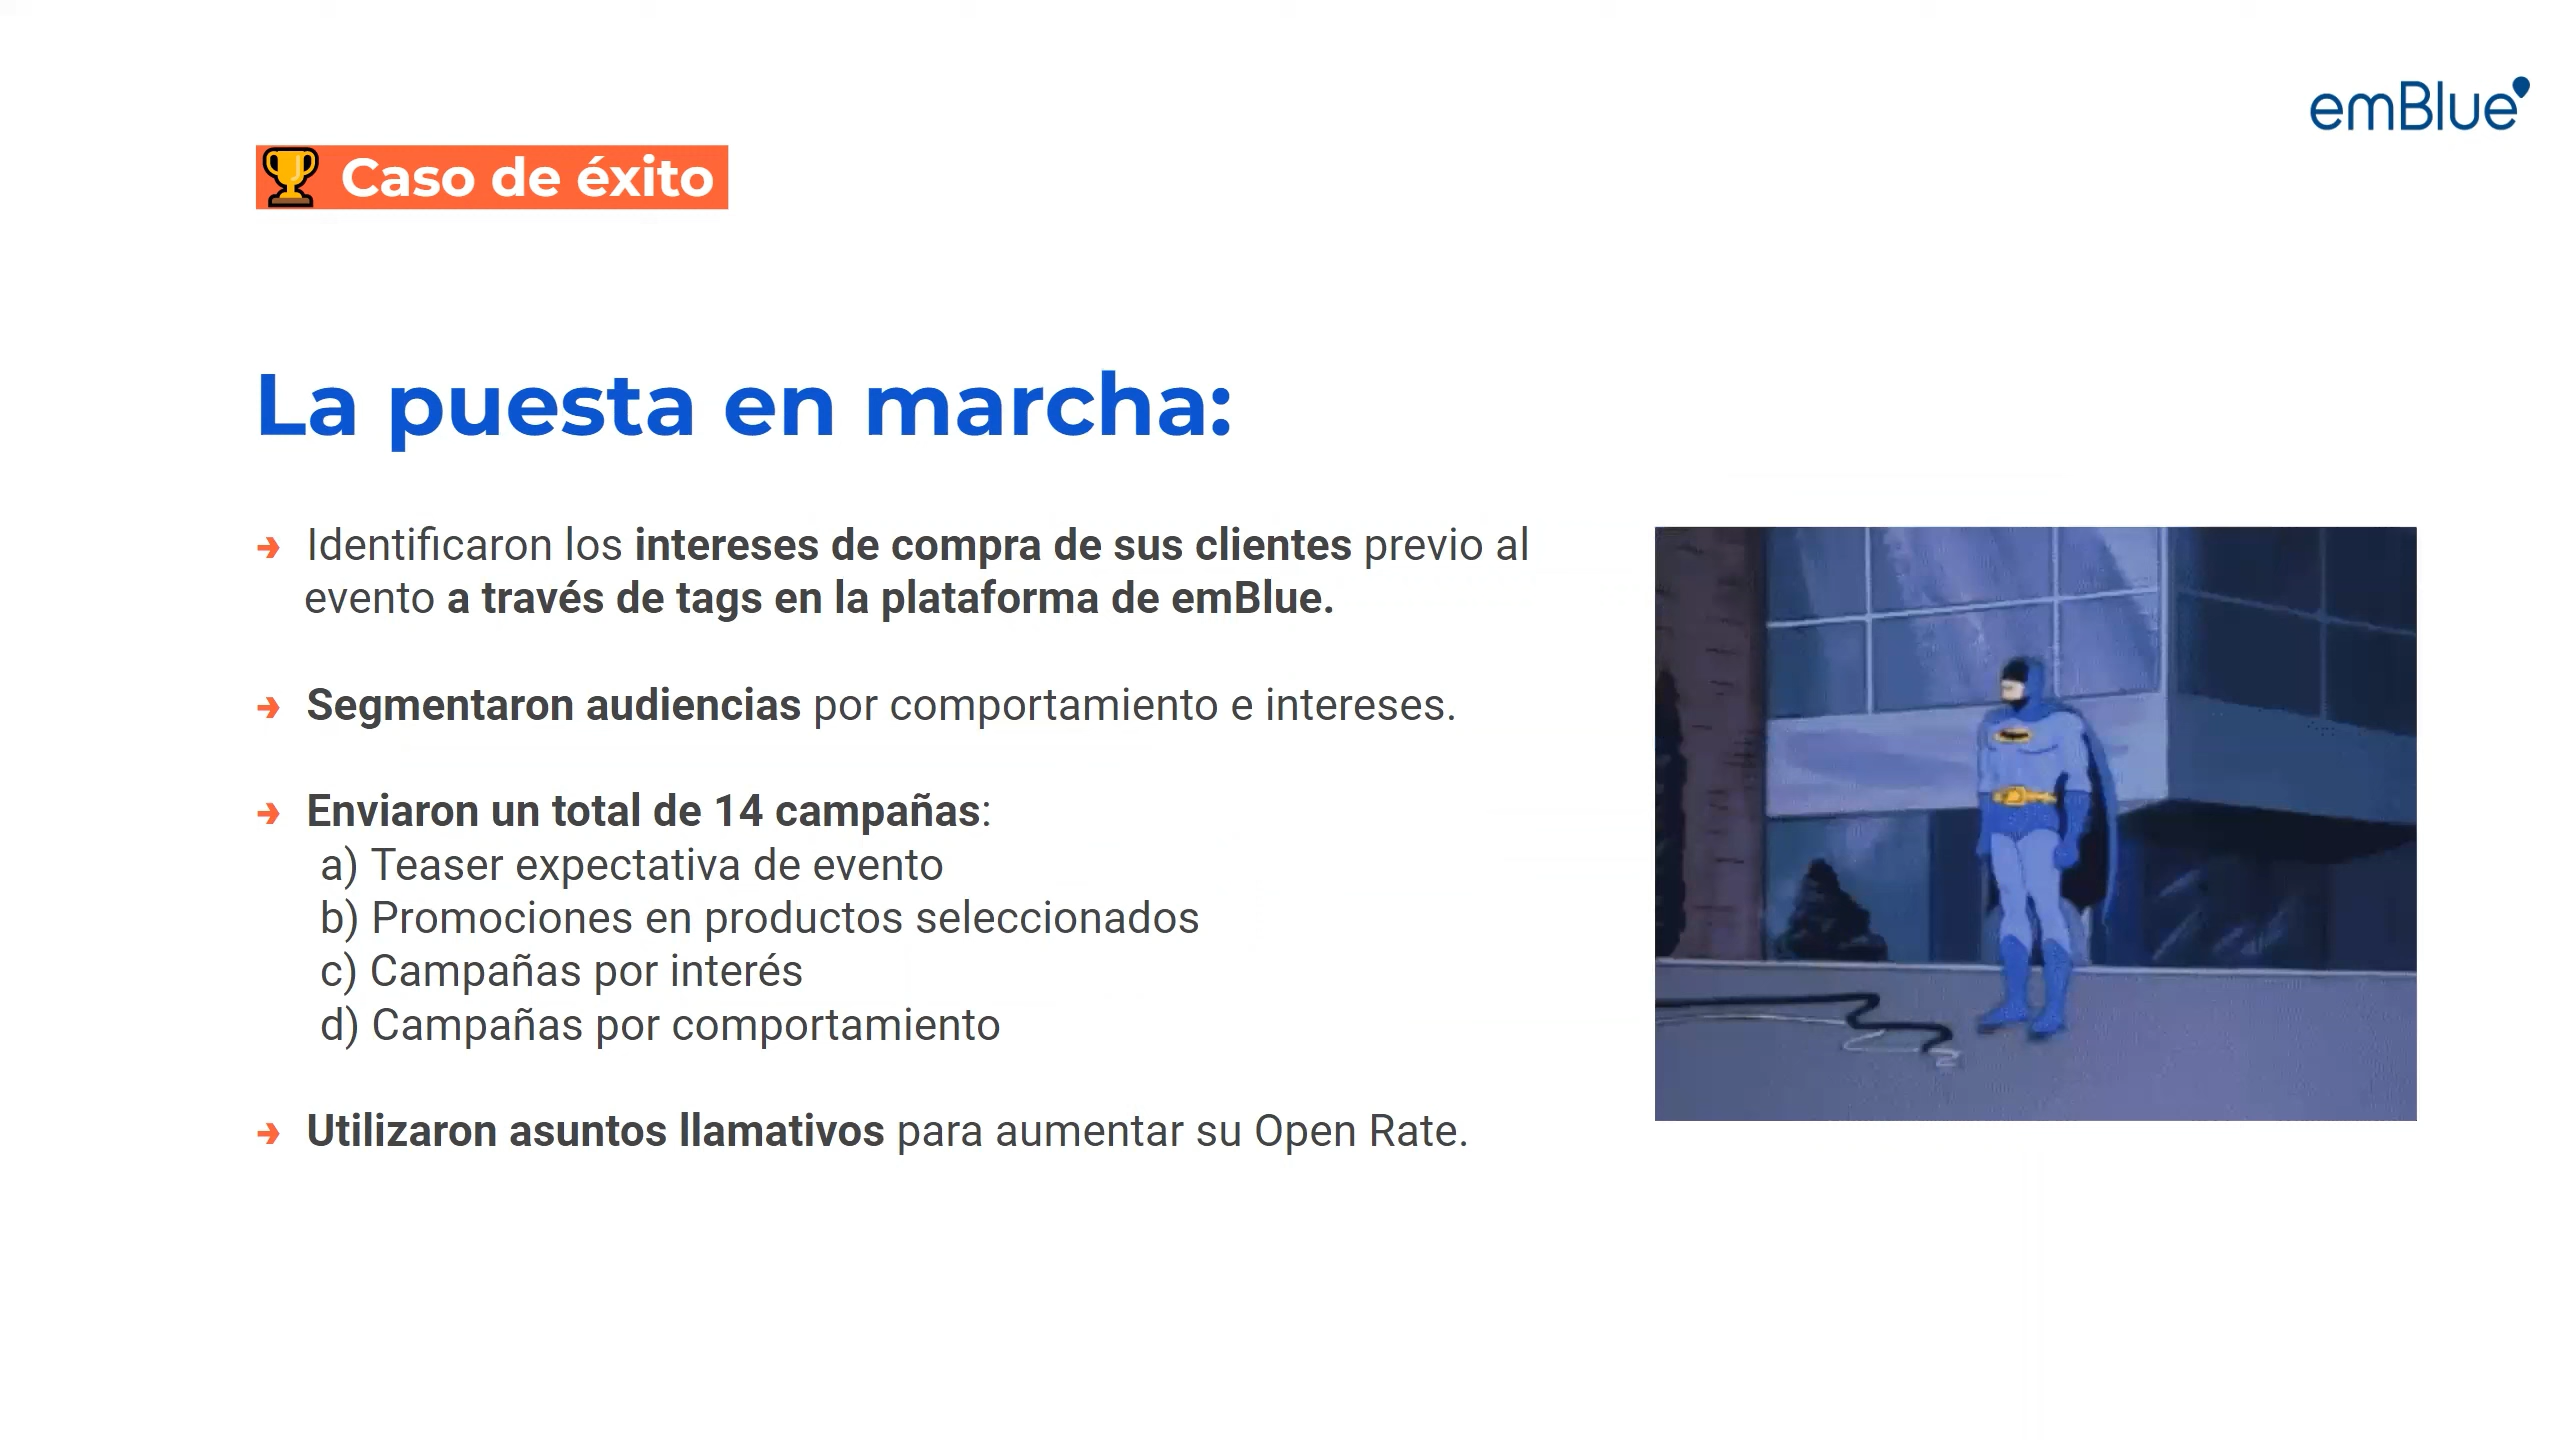 emBlue
🏆 Caso de éxito
La puesta en marcha:
➔ Identificaron los intereses de compra de sus clientes previo al
evento a través de tags en la plataforma de emBlue.
➔ Segmentaron audiencias por comportamiento e intereses.
➔ Enviaron un total de 14 campañas:
a) Teaser expectativa de evento
b) Promociones en productos seleccionados
c) Campañas por interés
d) Campañas por comportamiento
➔ Utilizaron asuntos llamativos para aumentar su Open Rate.